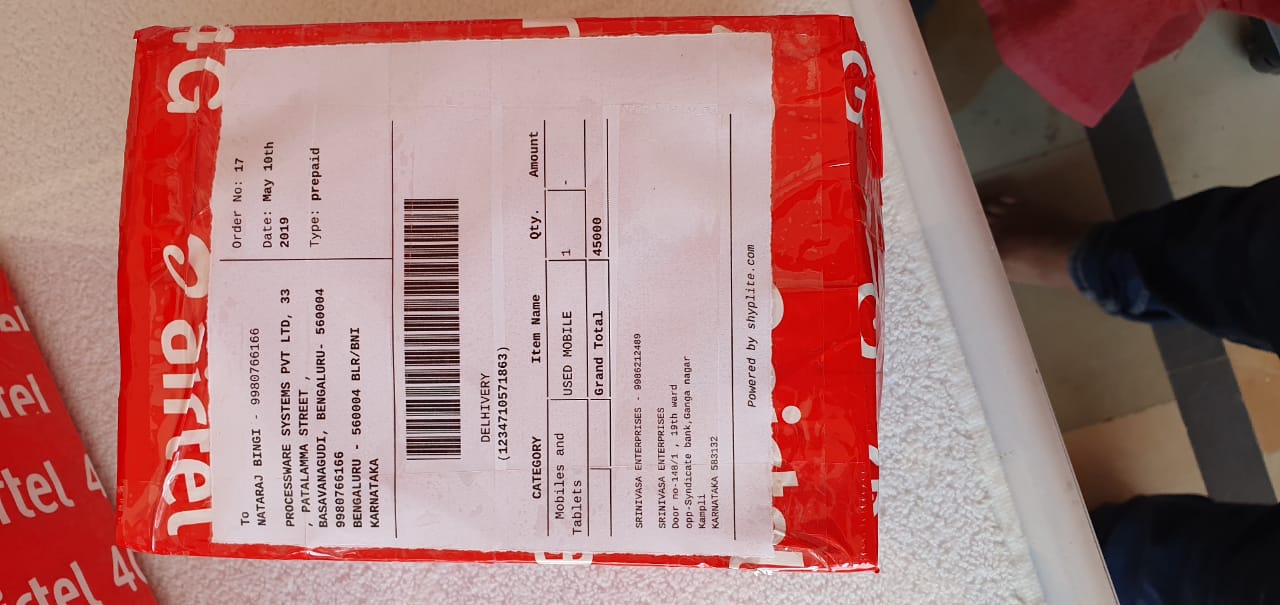 To
NATARAJ BINGI - 9980766166
PROCESSWARE SYSTEMS PVT LTD, 33
, PATALAMMA STREET ,
BASAVANAGUDI, BENGALURU- 560004
9980766166
BENGALURU - 560004 BLR/BNI
KARNATAKA
Order No: 17
Date: May 10th
2019
Type: prepaid
DELHIVERY
(1234710571863)
CATEGORY Item Name Qty. Amount
Mobiles and
Tablets USED MOBILE 1 -
Grand Total 45000
SRINIVASA ENTERPRISES - 9986212489
SRINIVASA ENTERPRISES
Door no-148/1 , 19th ward
opp-Syndicate bank,Ganga nagar
Kampli
KARNATAKA 583132
Powered by shyplite.com
airtel
4G
rtel 4
rtel